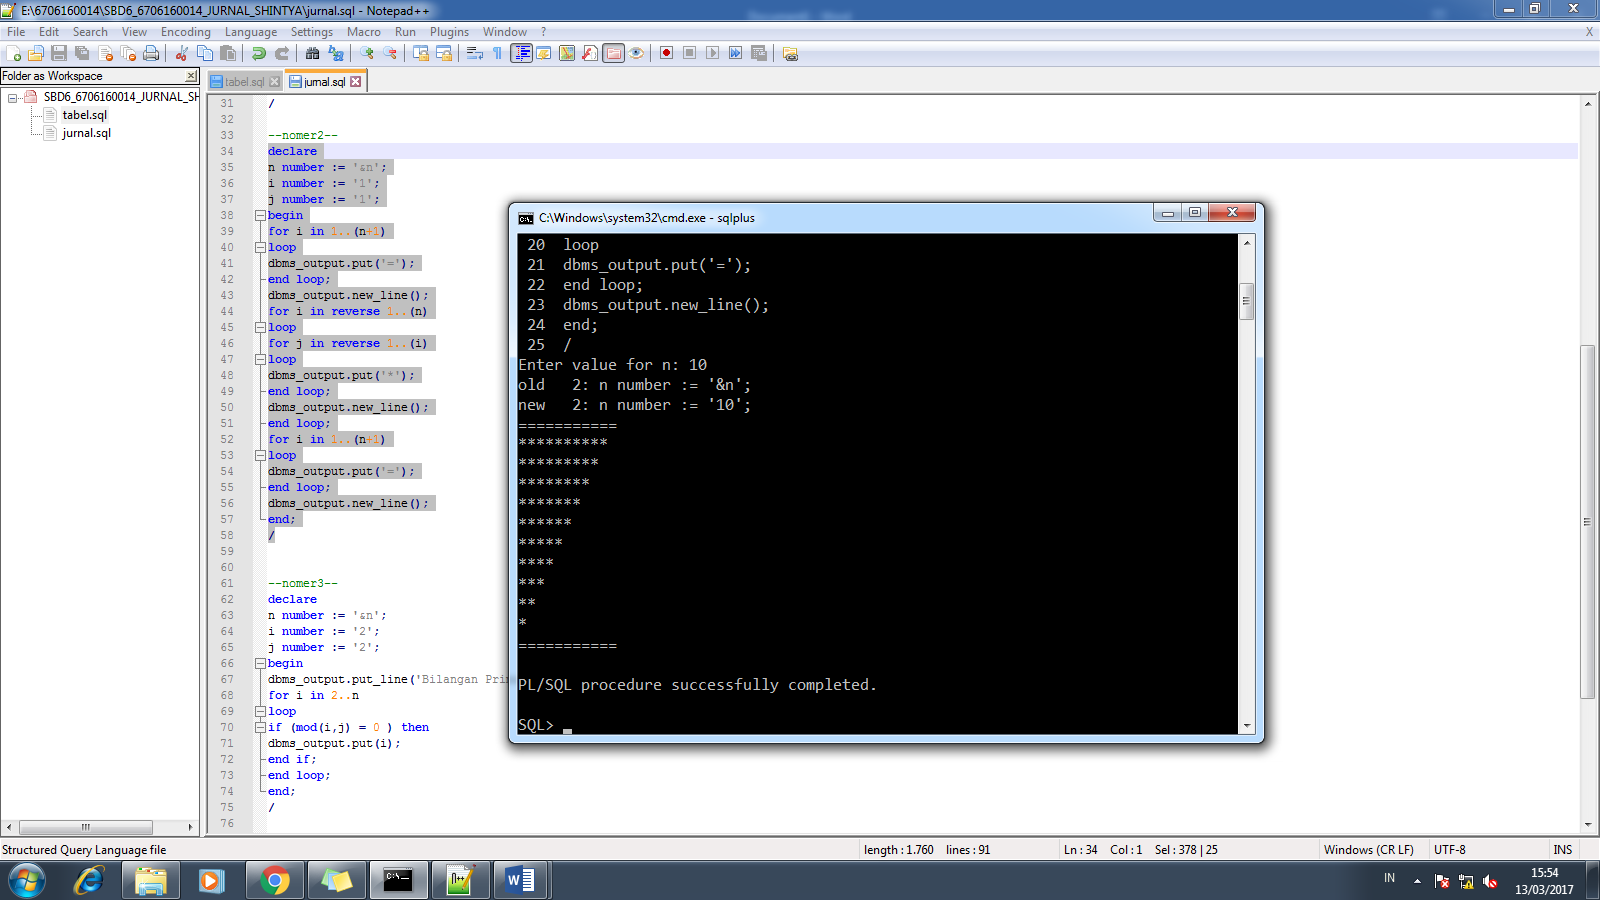 E:\6706160014\SBD6_6706160014_JURNAL_SHINTYA\jurnal.sql - Notepad++
File Edit Search View Encoding Language Settings Macro Run Plugins Window ? X
Folder as Workspace
SBD6_6706160014_JURNAL_SH
tabel.sql
jurnal.sql
tabel.sql jurnal.sql
31 /
32
33 --nomer2--
34 declare
35 n number := '&n';
36 i number := '1';
37 j number := '1';
38 begin
39 for i in 1..(n+1)
40 loop
41 dbms_output.put('=');
42 end loop;
43 dbms_output.new_line();
44 for i in reverse 1..(n)
45 loop
46 for j in reverse 1..(i)
47 loop
48 dbms_output.put('*');
49 end loop;
50 dbms_output.new_line();
51 end loop;
52 for i in 1..(n+1)
53 loop
54 dbms_output.put('=');
55 end loop;
56 dbms_output.new_line();
57 end;
58 /
59
60
61 --nomer3--
62 declare
63 n number := '&n';
64 i number := '2';
65 j number := '2';
66 begin
67 dbms_output.put_line('Bilangan Prim
68 for i in 2..n
69 loop
70 if (mod(i,j) = 0 ) then
71 dbms_output.put(i);
72 end if;
73 end loop;
74 end;
75 /
76
C:\Windows\system32\cmd.exe - sqlplus
20 loop
21 dbms_output.put('=');
22 end loop;
23 dbms_output.new_line();
24 end;
25 /
Enter value for n: 10
old 2: n number := '&n';
new 2: n number := '10';
===========
**********
*********
********
*******
******
*****
****
***
**
*
===========
PL/SQL procedure successfully completed.
SQL> _
Structured Query Language file length : 1.760 lines : 91 Ln : 34 Col : 1 Sel : 378 | 25 Windows (CR LF) UTF-8 INS
IN
15:54
13/03/2017